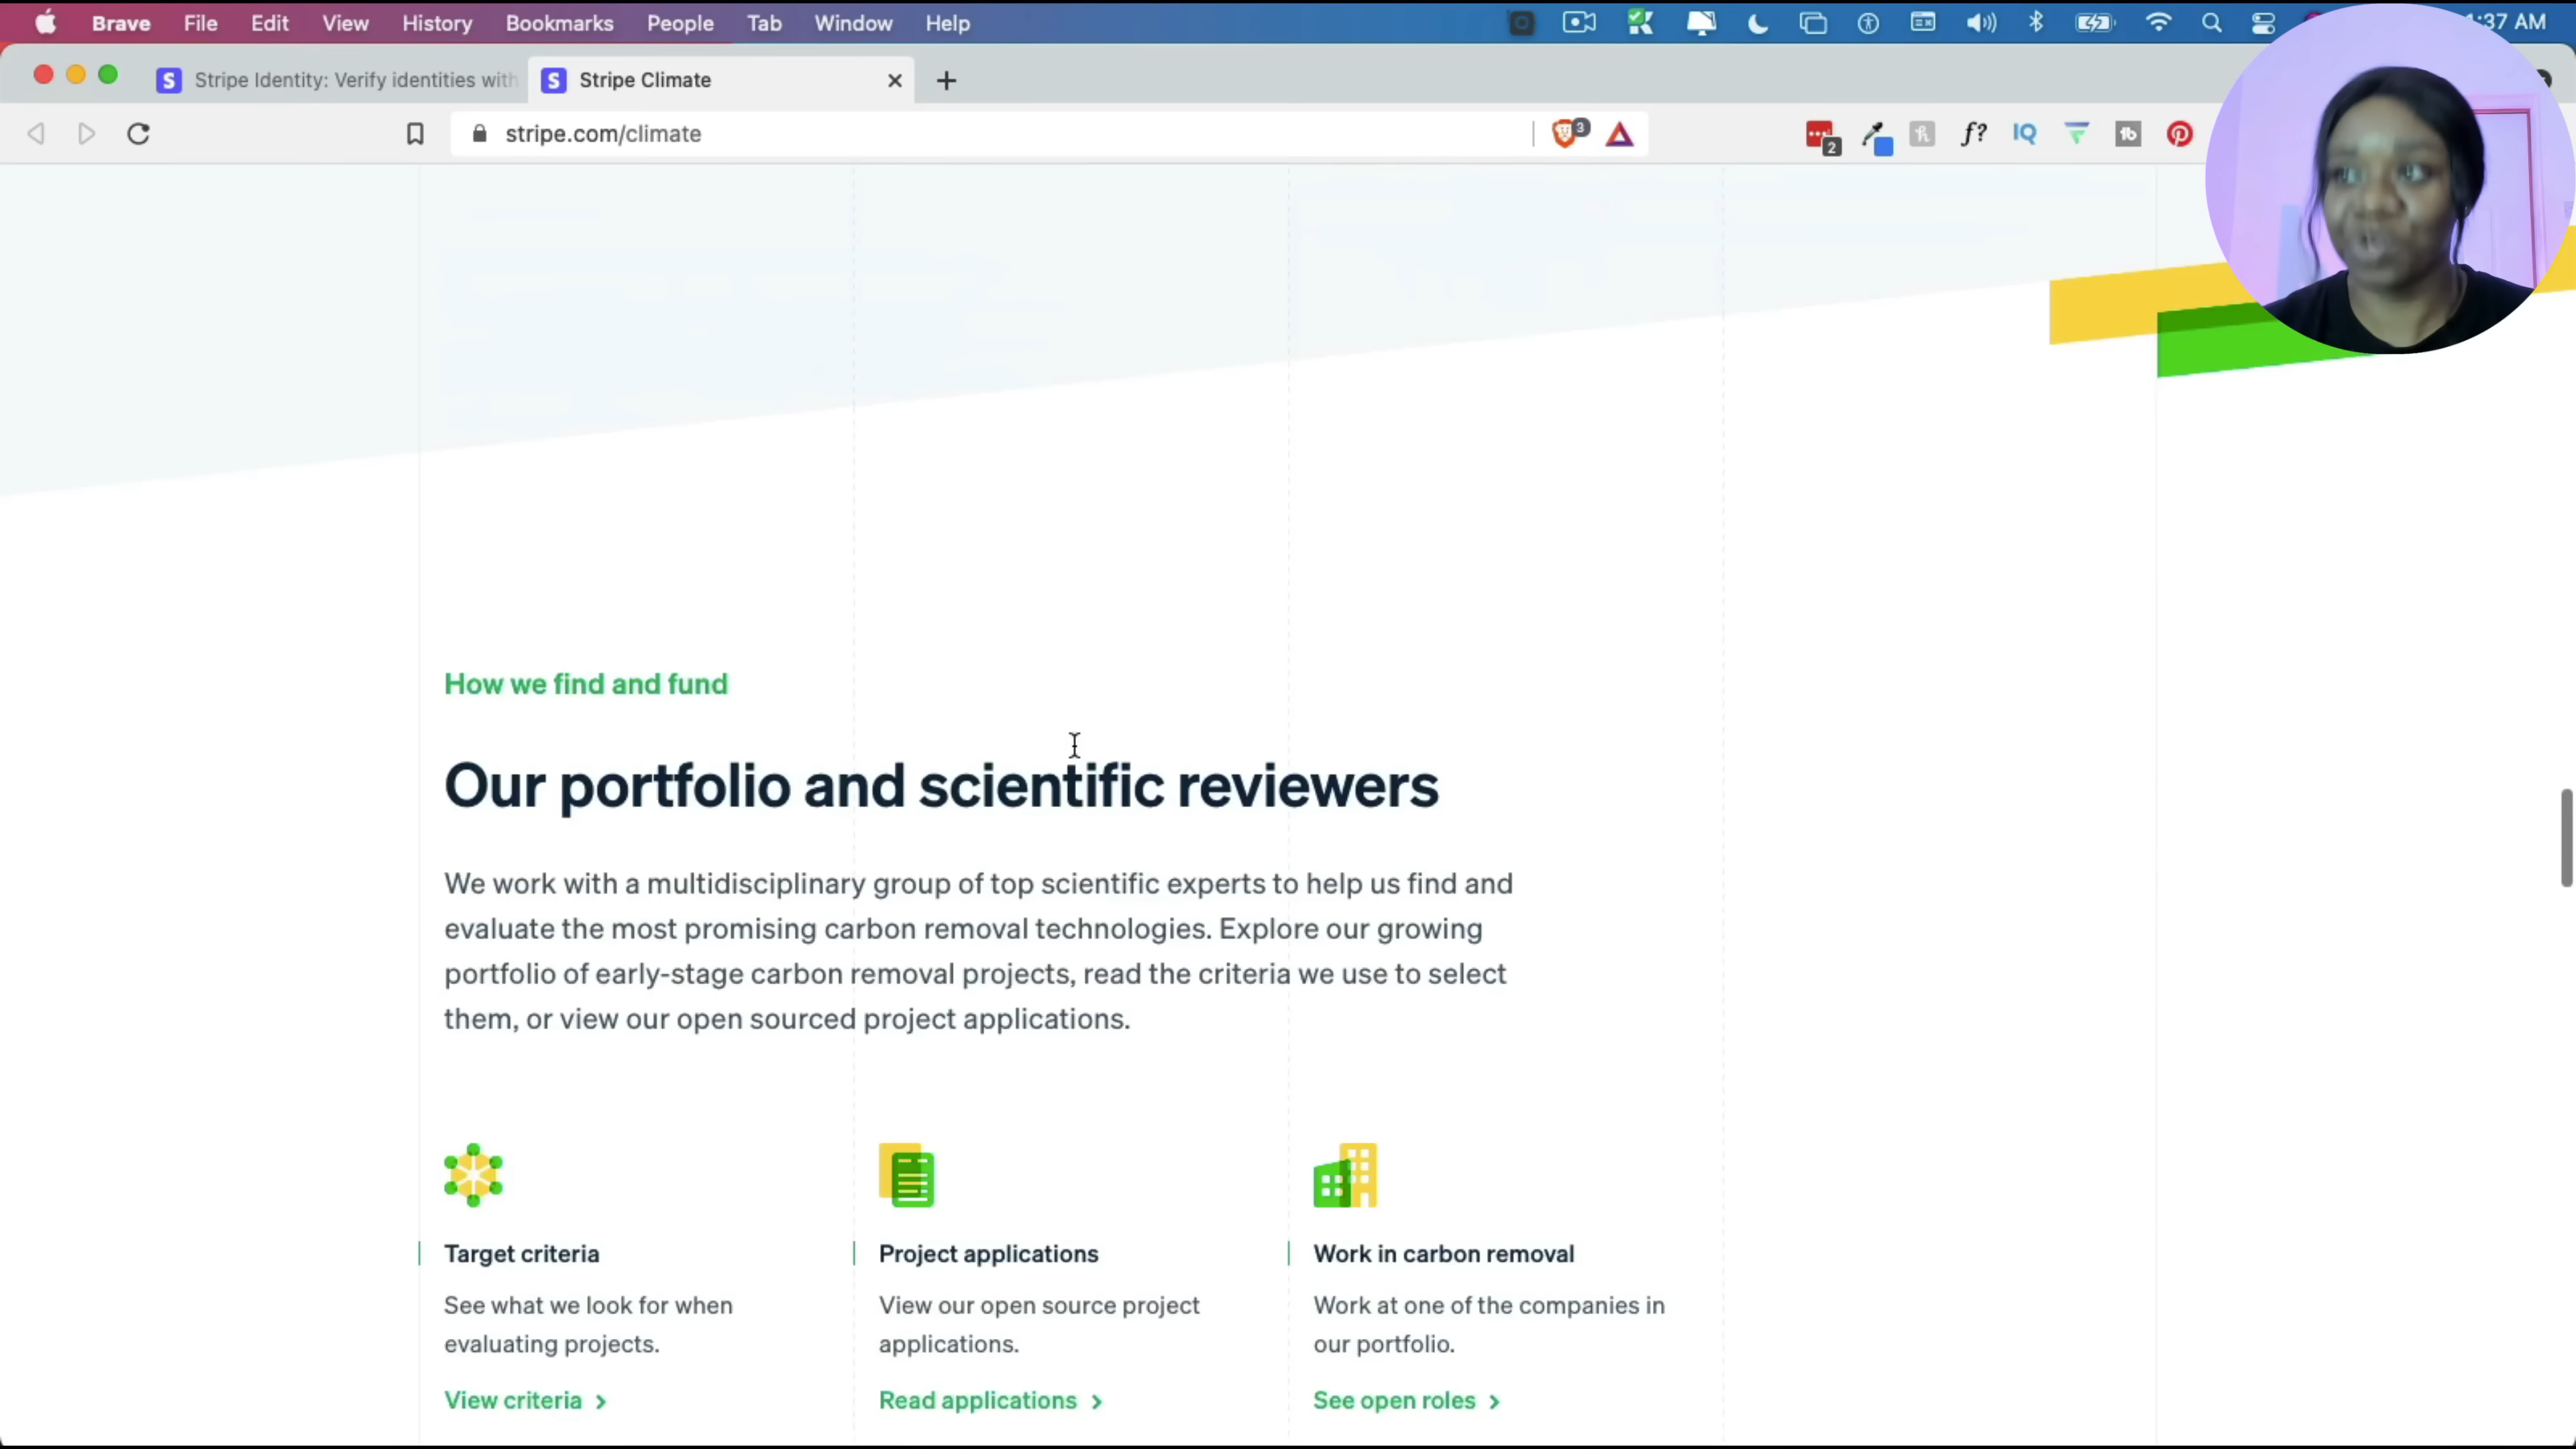 Brave File Edit View History Bookmarks People Tab Window Help
:37 AM
S Stripe Identity: Verify identities with
S Stripe Climate
stripe.com/climate
3
2
f?
IQ
How we find and fund
Our portfolio and scientific reviewers
We work with a multidisciplinary group of top scientific experts to help us find and
evaluate the most promising carbon removal technologies. Explore our growing
portfolio of early-stage carbon removal projects, read the criteria we use to select
them, or view our open sourced project applications.
Target criteria
See what we look for when
evaluating projects.
View criteria
Project applications
View our open source project
applications.
Read applications
Work in carbon removal
Work at one of the companies in
our portfolio.
See open roles